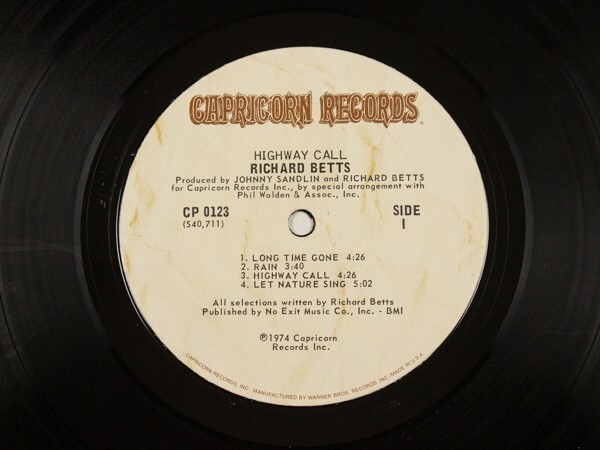 CAPRICORN RECORDS.
HIGHWAY CALL
RICHARD BETTS
Produced by JOHNNY SANDLIN and RICHARD BETTS
for Capricorn Records Inc., by special arrangement with
Phil Walden & Assoc., Inc.
CP 0123
(S40,711)
SIDE
1
1. LONG TIME GONE 4:26
2. RAIN 3:40
3. HIGHWAY CALL 4:26
4. LET NATURE SING 5:02
All selections written by Richard Betts
Published by No Exit Music Co., Inc. - BMI
℗1974 Capricorn
Records Inc.
CAPRICORN RECORDS, INC. MANUFACTURED BY WARNER BROS. RECORDS INC./MADE IN U.S.A.